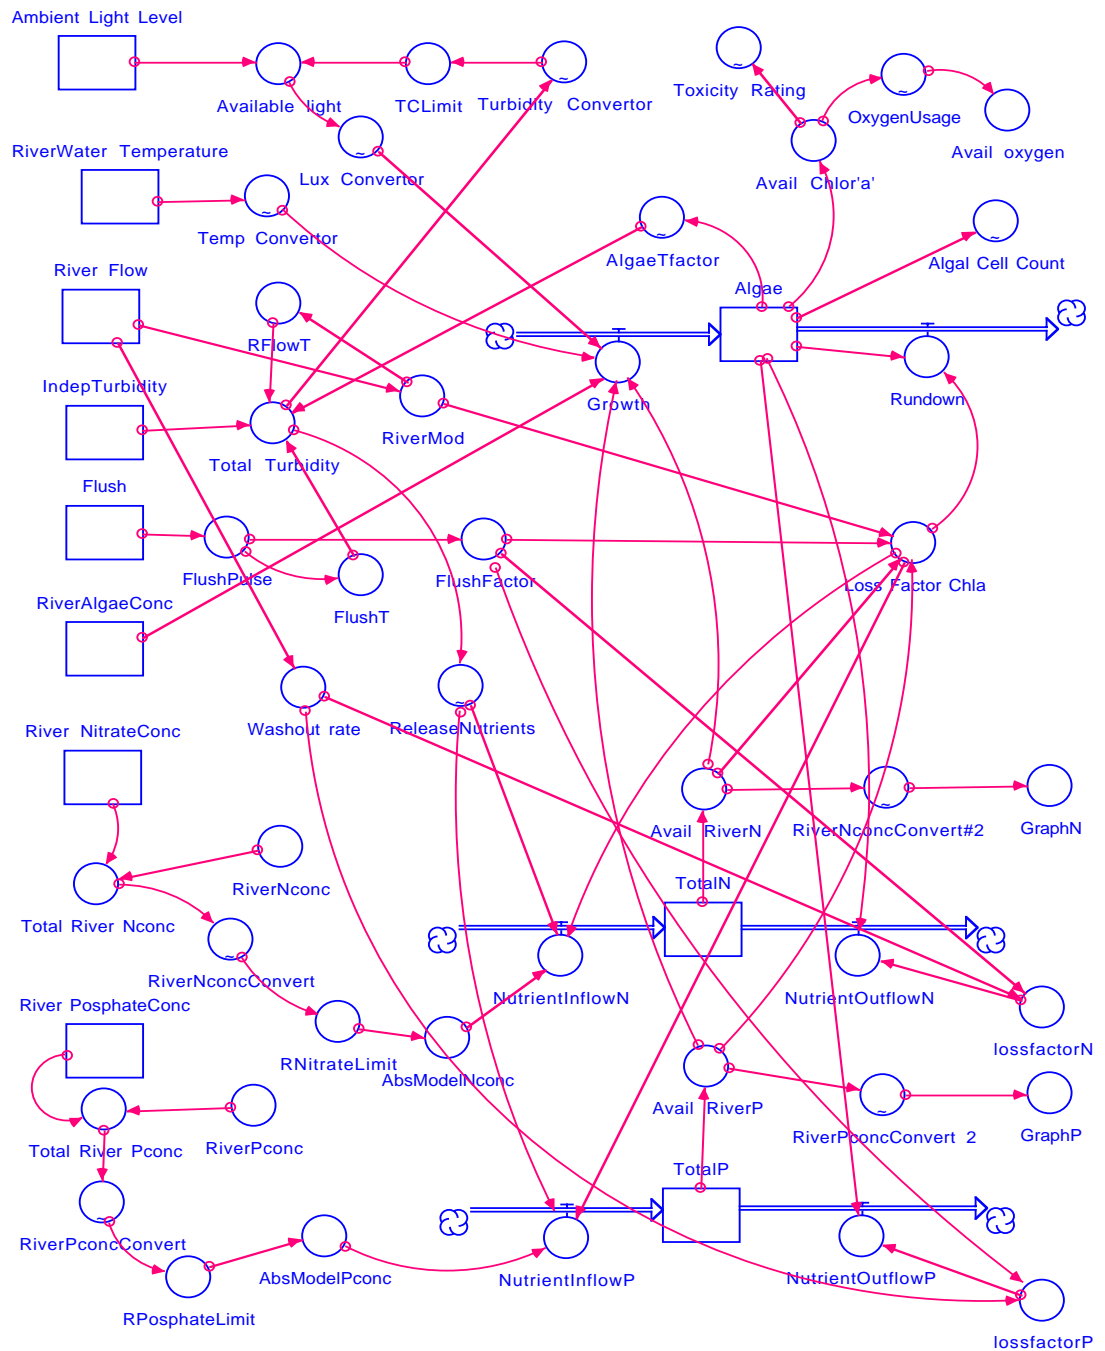 Ambient Light Level
Available light
TCLimit
Turbidity Convertor
Toxicity Rating
OxygenUsage
Avail oxygen
RiverWater Temperature
Lux Convertor
Avail Chlor'a'
Temp Convertor
AlgaeTfactor
Algal Cell Count
River Flow
Algae
RFlowT
IndepTurbidity
Growth
Rundown
RiverMod
Total Turbidity
Flush
FlushPulse
FlushFactor
Loss Factor Chla
RiverAlgaeConc
FlushT
Washout rate
ReleaseNutrients
River NitrateConc
Avail RiverN
RiverNconcConvert#2
GraphN
RiverNconc
TotalN
Total River Nconc
RiverNconcConvert
NutrientInflowN
NutrientOutflowN
River PosphateConc
RNitrateLimit
AbsModelNconc
lossfactorN
Avail RiverP
RiverPconcConvert 2
GraphP
Total River Pconc
RiverPconc
TotalP
RiverPconcConvert
AbsModelPconc
NutrientInflowP
NutrientOutflowP
RPosphateLimit
lossfactorP